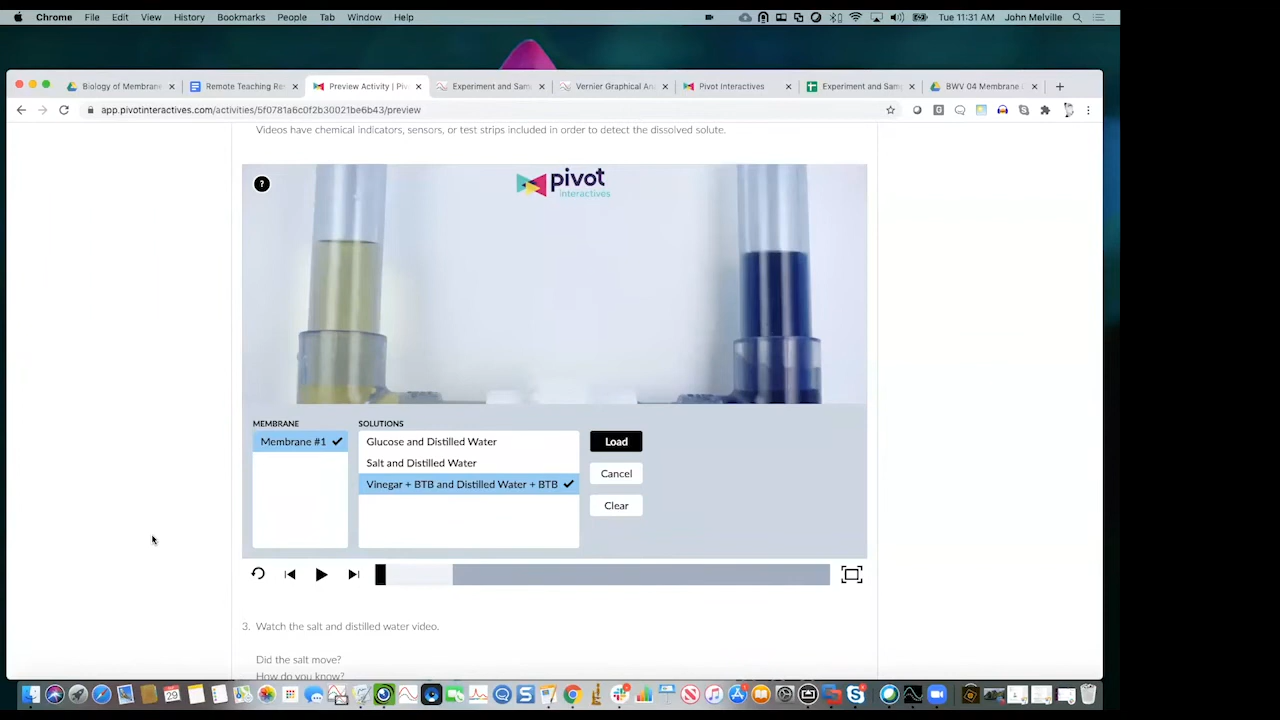 Chrome File Edit View History Bookmarks People Tab Window Help Tue 11:31 AM John Melville
Biology of Membrane Remote Teaching Re Preview Activity | Piv Experiment and Sam Vernier Graphical An Pivot Interactives Experiment and Sam BWV 04 Membrane
app.pivotinteractives.com/activities/5f0781a6c0f2b30021be6b43/preview
Videos have chemical indicators, sensors, or test strips included in order to detect the dissolved solute.
?
pivot
interactives
MEMBRANE SOLUTIONS
Membrane #1 Glucose and Distilled Water Load
Salt and Distilled Water
Cancel
Vinegar + BTB and Distilled Water + BTB
Clear
3. Watch the salt and distilled water video.
Did the salt move?
How do you know?